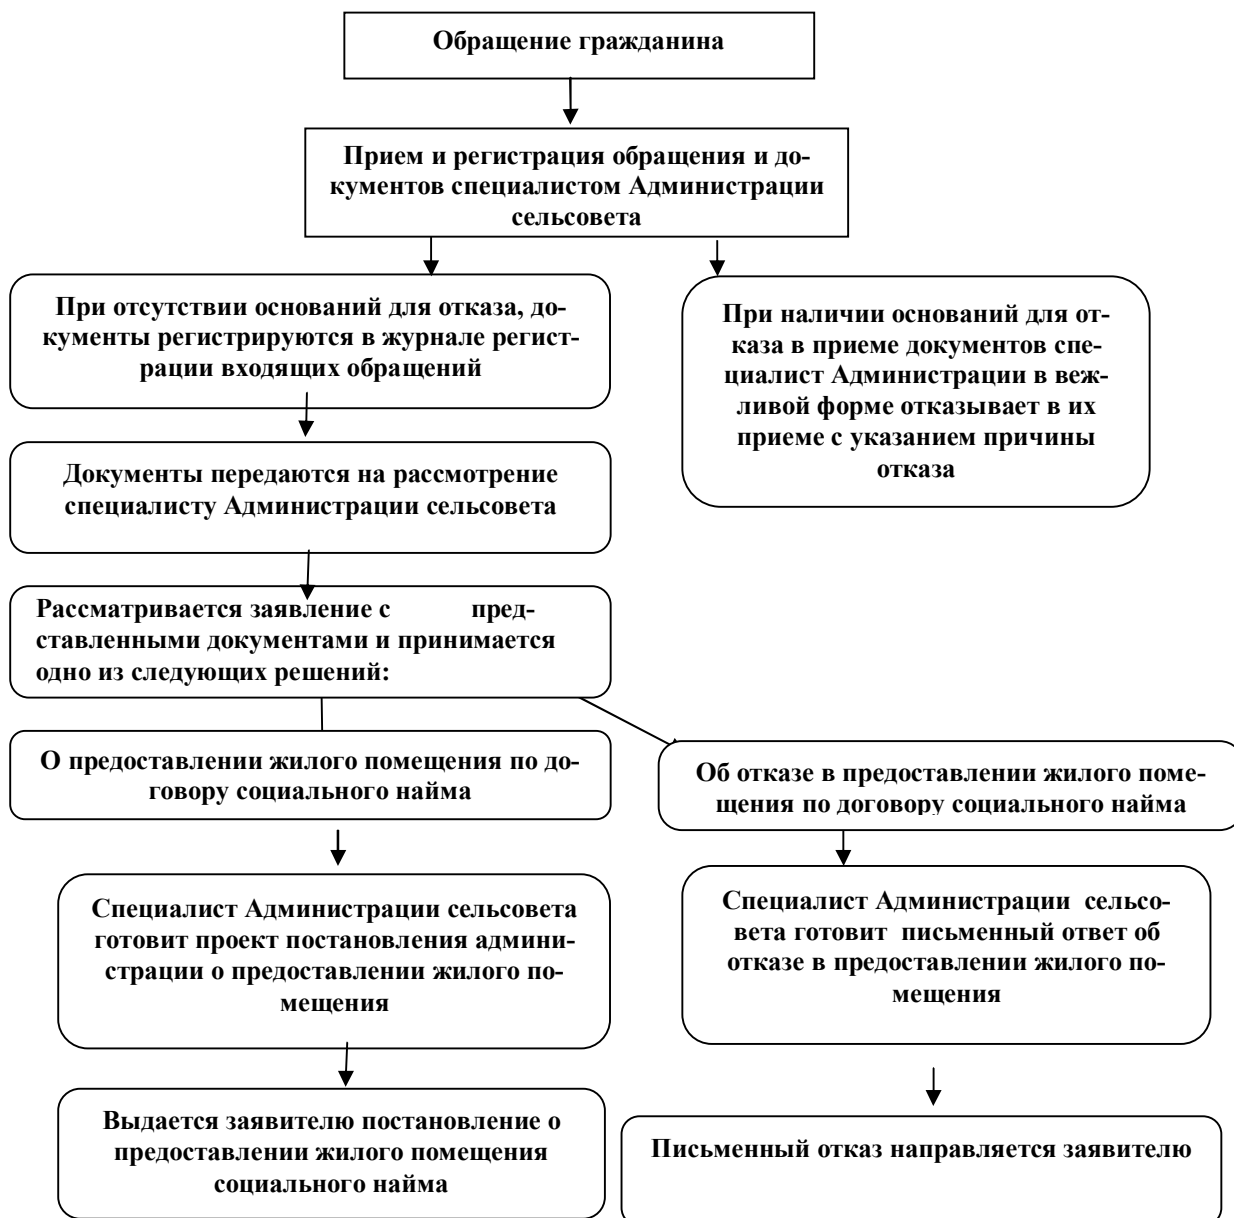 Обращение гражданина
Прием и регистрация обращения и до-
кументов специалистом Администрации
сельсовета
При отсутствии оснований для отказа, до-
кументы регистрируются в журнале регист-
рации входящих обращений
При наличии оснований для от-
каза в приеме документов спе-
циалист Администрации в веж-
ливой форме отказывает в их
приеме с указанием причины
отказа
Документы передаются на рассмотрение
специалисту Администрации сельсовета
Рассматривается заявление с пред-
ставленными документами и принимается
одно из следующих решений:
О предоставлении жилого помещения по до-
говору социального найма
Об отказе в предоставлении жилого поме-
щения по договору социального найма
Специалист Администрации сельсовета
готовит проект постановления админи-
страции о предоставлении жилого по-
мещения
Специалист Администрации сельсо-
вета готовит письменный ответ об
отказе в предоставлении жилого по-
мещения
Выдается заявителю постановление о
предоставлении жилого помещения
социального найма
Письменный отказ направляется заявителю